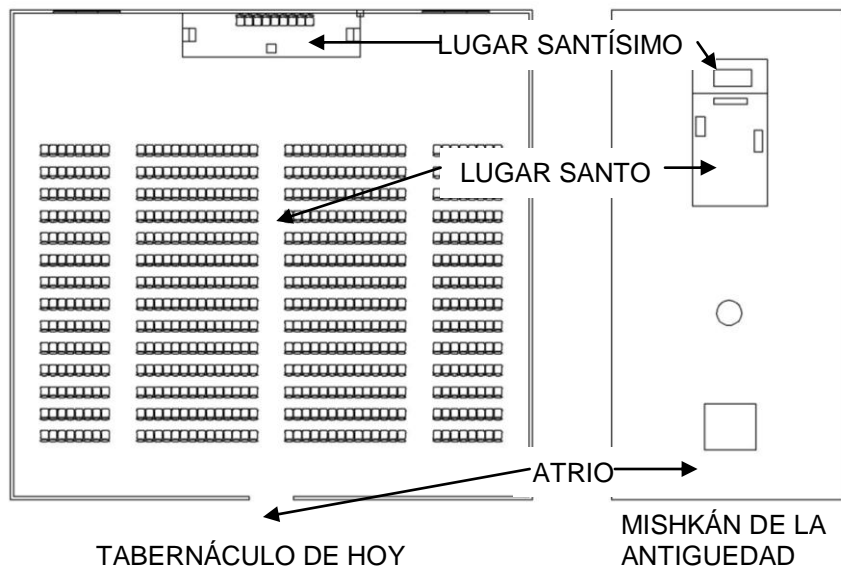 LUGAR SANTÍSIMO
LUGAR SANTO
ATRIO
TABERNÁCULO DE HOY
MISHKÁN DE LA
ANTIGUEDAD